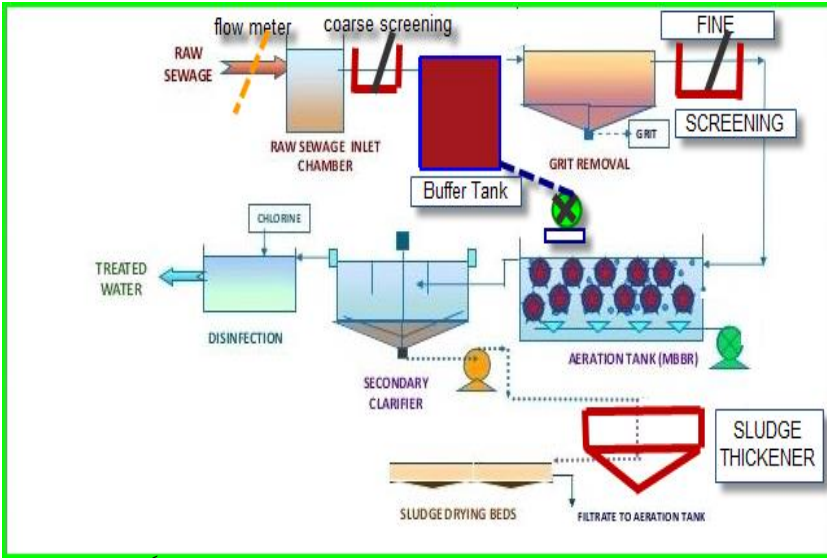 flow meter
coarse screening
FINE
SCREENING
RAW
SEWAGE
RAW SEWAGE INLET
CHAMBER
Buffer Tank
GRIT
GRIT REMOVAL
CHLORINE
TREATED
WATER
DISINFECTION
SECONDARY
CLARIFIER
AERATION TANK (MBBR)
SLUDGE
THICKENER
SLUDGE DRYING BEDS
FILTRATE TO AERATION TANK